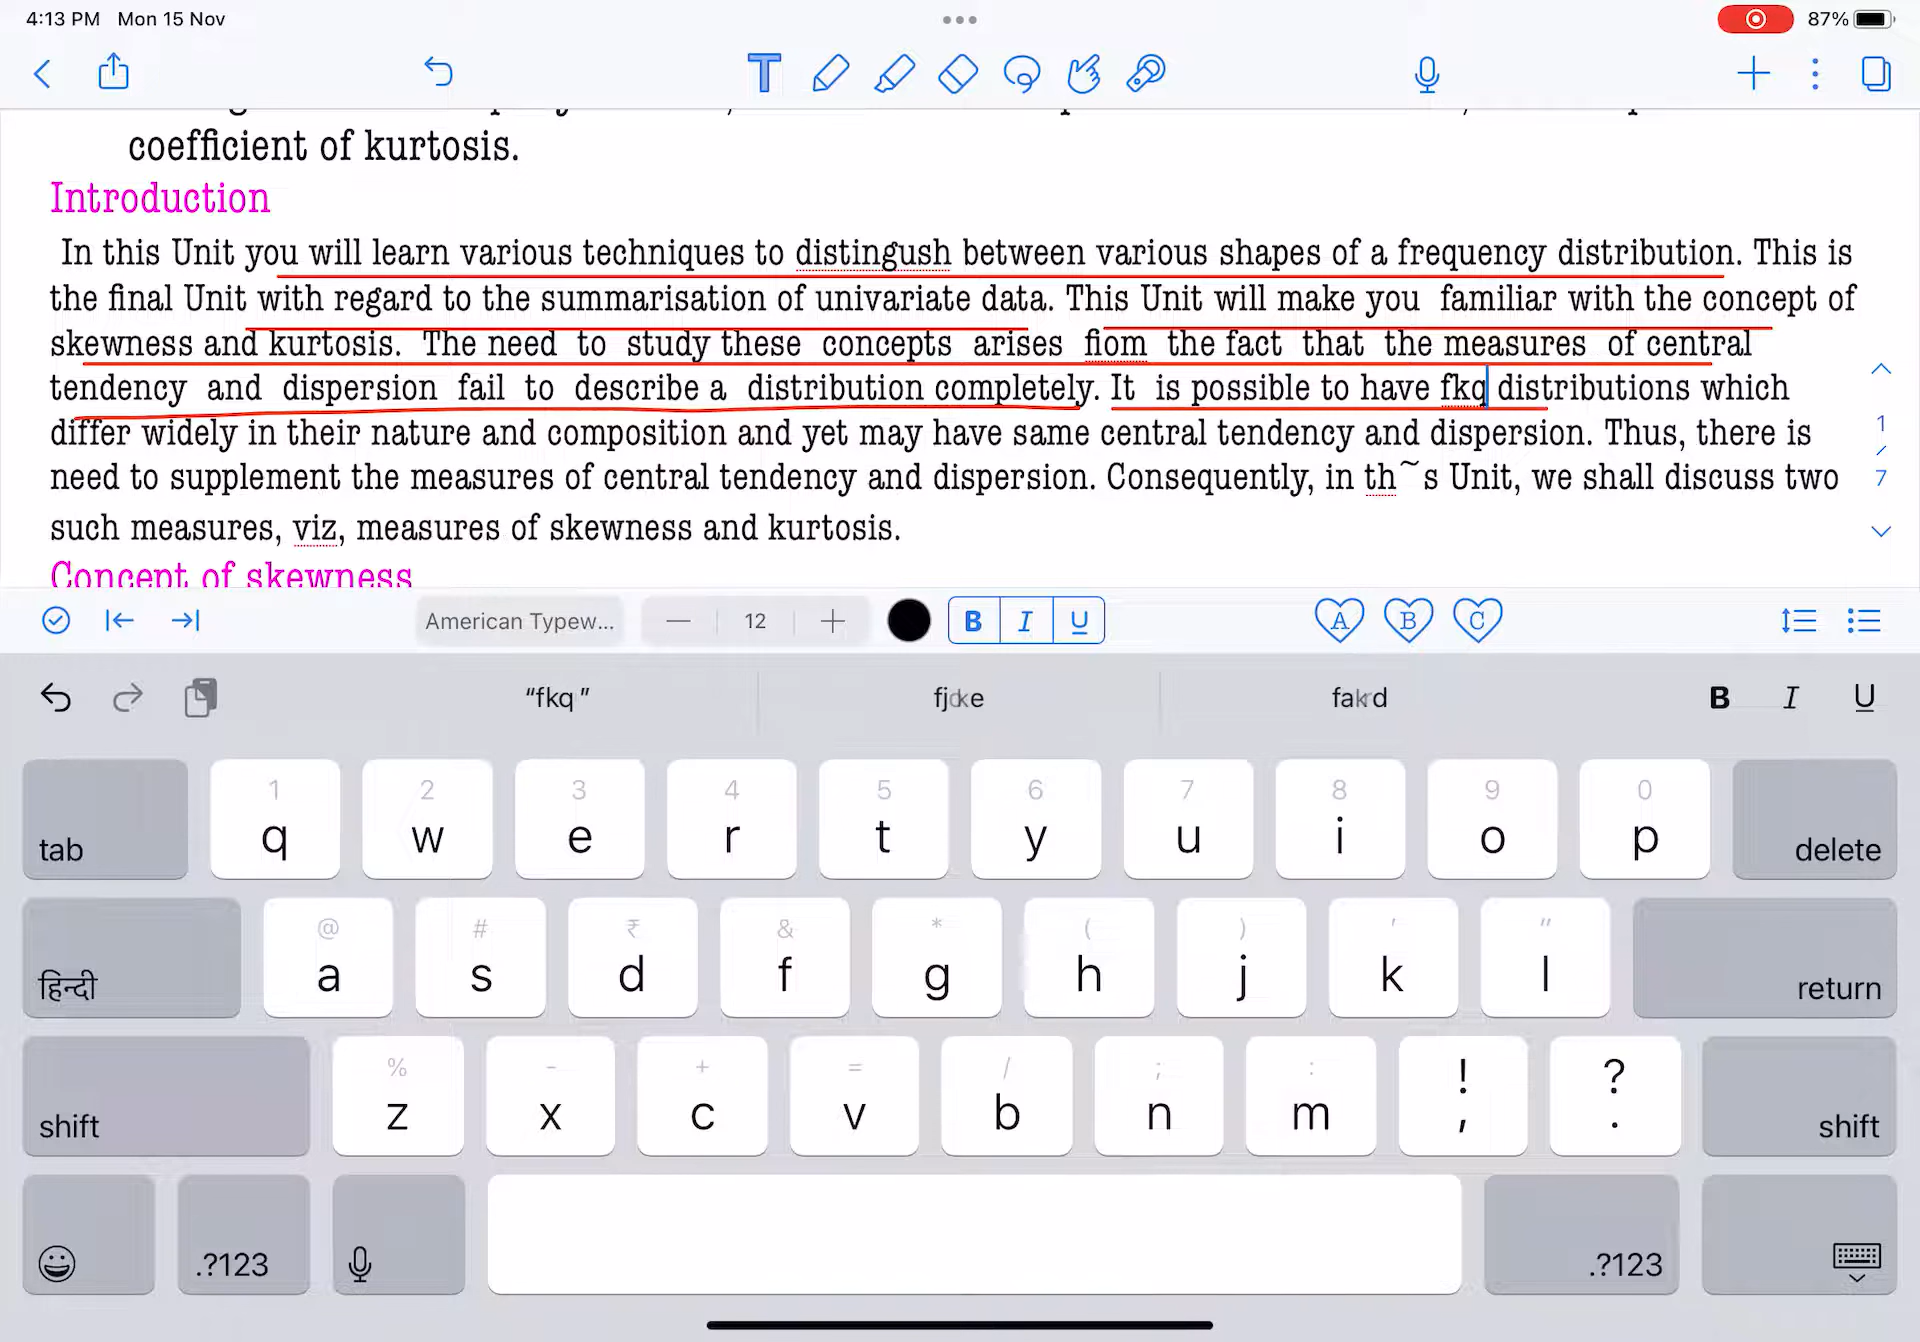 4:13 PM Mon 15 Nov
87%
coefficient of kurtosis.
Introduction
In this Unit you will learn various techniques to distingush between various shapes of a frequency distribution. This is
the final Unit with regard to the summarisation of univariate data. This Unit will make you familiar with the concept of
skewness and kurtosis. The need to study these concepts arises fiom the fact that the measures of central
tendency and dispersion fail to describe a distribution completely. It is possible to have fkq distributions which
differ widely in their nature and composition and yet may have same central tendency and dispersion. Thus, there is
need to supplement the measures of central tendency and dispersion. Consequently, in th~s Unit, we shall discuss two
such measures, viz, measures of skewness and kurtosis.
Concept of skewness
1
/
7
American Typew... — 12 + B I U A B C
"fkq" B I U
1 2 3 4 5 6 7 8 9 0
tab q w e r t y u i o p delete
@ # ₹ & * ( ) ' "
हिन्दी a s d f g h j k l return
% - + = / ; : ! ?
shift z x c v b n m , . shift
.?123 .?123